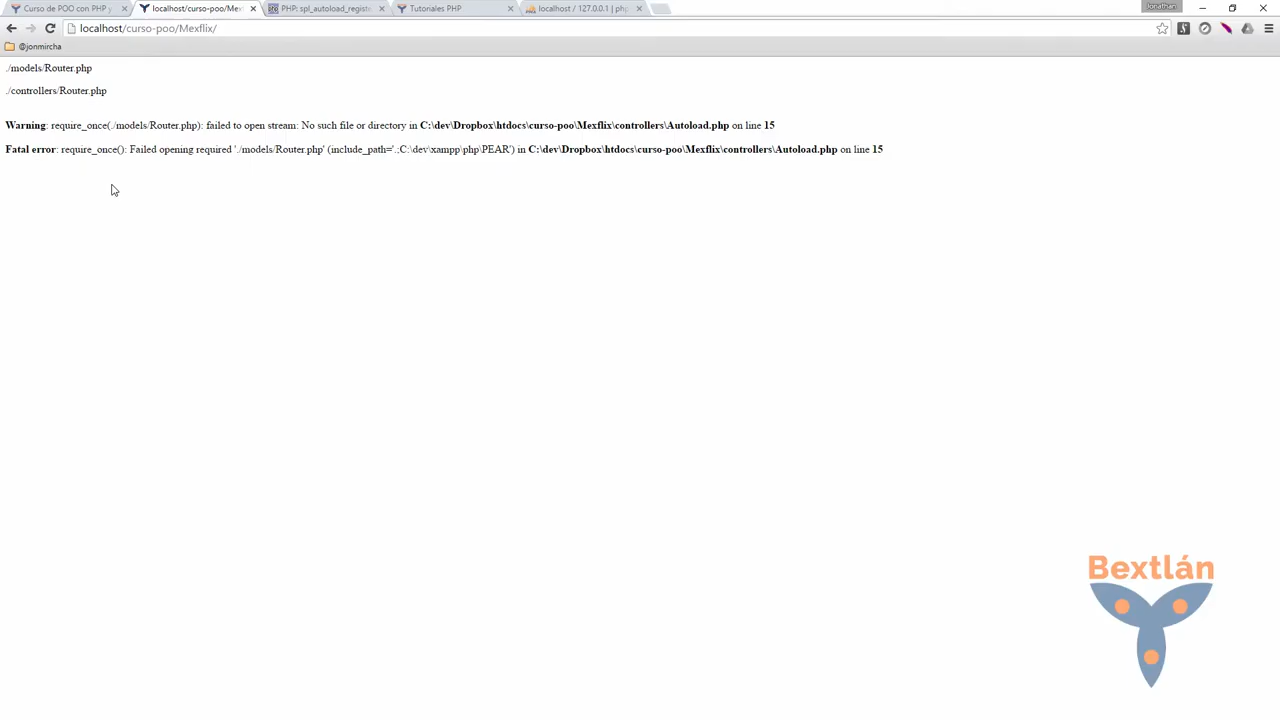 Curso de POO con PHP y
localhost/curso-poo/Mex
PHP: spl_autoload_regist
Tutoriales PHP
localhost / 127.0.0.1 | ph
Jonathan
localhost/curso-poo/Mexflix/
@jonmircha
./models/Router.php
./controllers/Router.php
Warning: require_once(./models/Router.php): failed to open stream: No such file or directory in C:\dev\Dropbox\htdocs\curso-poo\Mexflix\controllers\Autoload.php on line 15
Fatal error: require_once(): Failed opening required './models/Router.php' (include_path='.;C:\dev\xampp\php\PEAR') in C:\dev\Dropbox\htdocs\curso-poo\Mexflix\controllers\Autoload.php on line 15
Bextlán